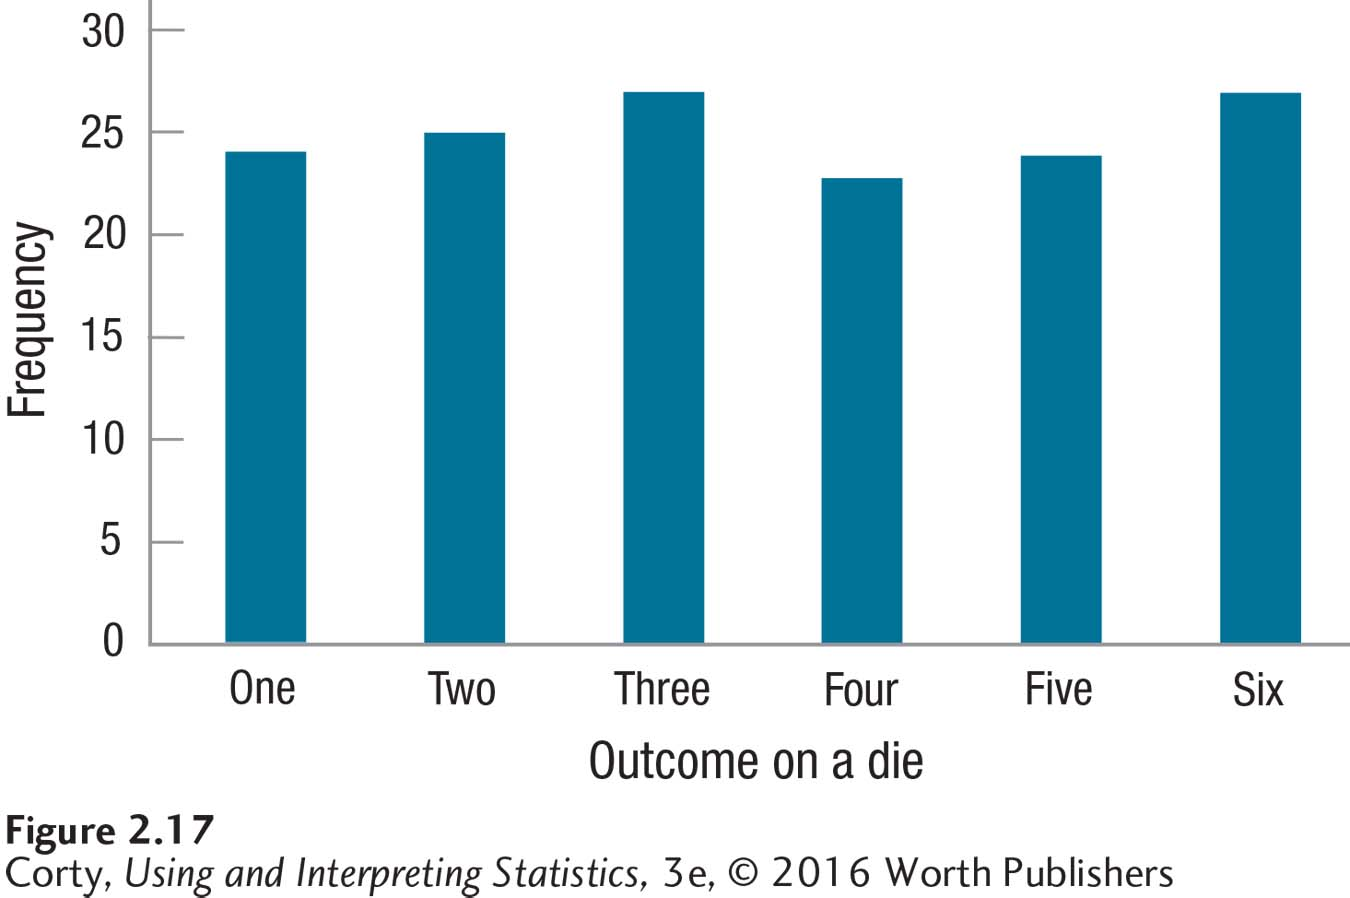 30
25
20
15
10
5
0
Frequency
One Two Three Four Five Six
Outcome on a die
Figure 2.17
Corty, Using and Interpreting Statistics, 3e, © 2016 Worth Publishers